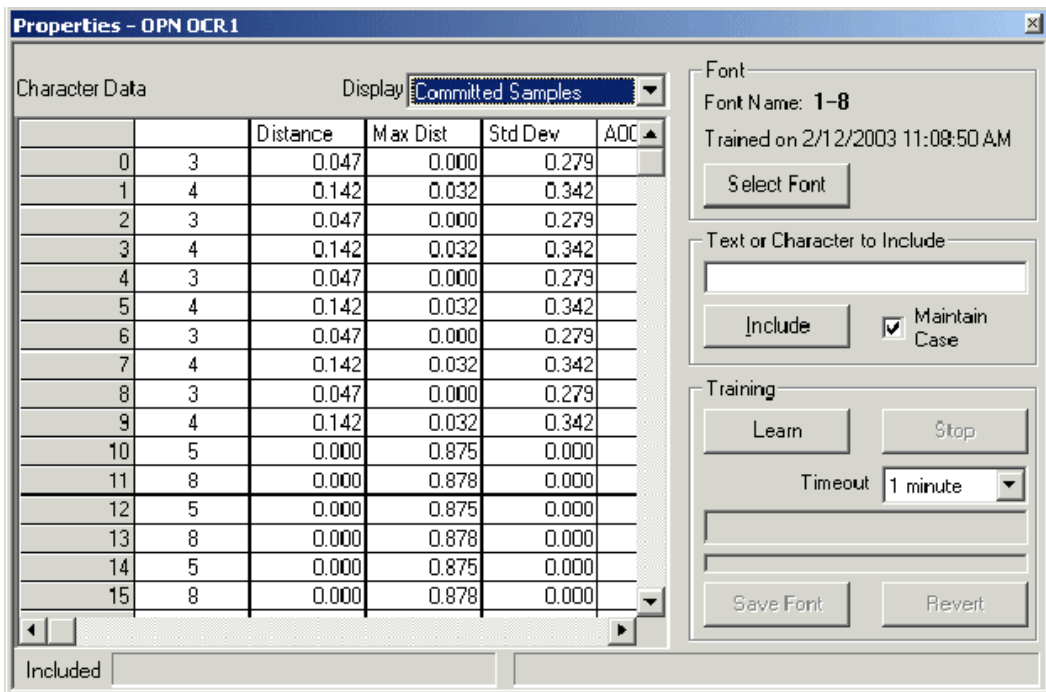 Properties - OPN OCR1
Character Data Display Committed Samples
Distance Max Dist Std Dev A00
0 3 0.047 0.000 0.279
1 4 0.142 0.032 0.342
2 3 0.047 0.000 0.279
3 4 0.142 0.032 0.342
4 3 0.047 0.000 0.279
5 4 0.142 0.032 0.342
6 3 0.047 0.000 0.279
7 4 0.142 0.032 0.342
8 3 0.047 0.000 0.279
9 4 0.142 0.032 0.342
10 5 0.000 0.875 0.000
11 8 0.000 0.878 0.000
12 5 0.000 0.875 0.000
13 8 0.000 0.878 0.000
14 5 0.000 0.875 0.000
15 8 0.000 0.878 0.000
Included
Font
Font Name: 1-8
Trained on 2/12/2003 11:08:50 AM
Select Font
Text or Character to Include
Include
Maintain
Case
Training
Learn Stop
Timeout 1 minute
Save Font Revert